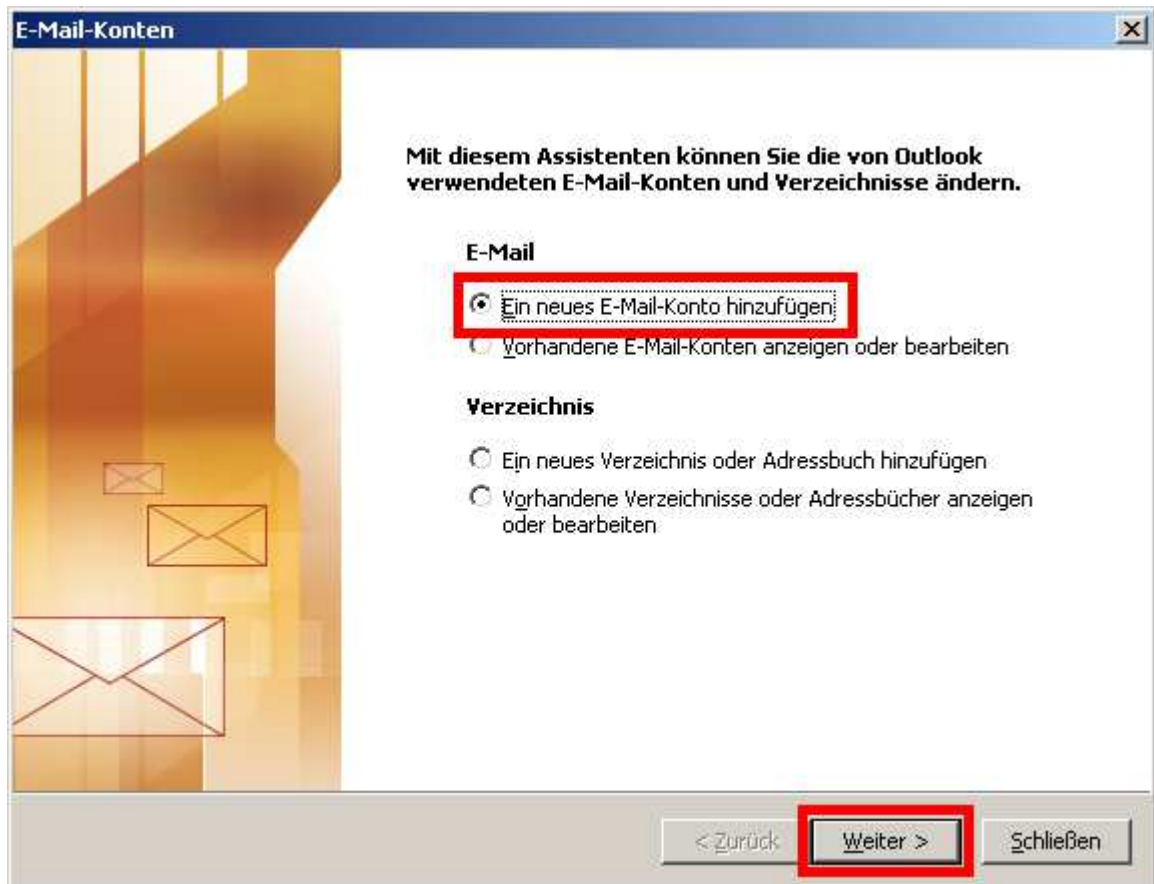 E-Mail-Konten
Mit diesem Assistenten können Sie die von Outlook
verwendeten E-Mail-Konten und Verzeichnisse ändern.
E-Mail
Ein neues E-Mail-Konto hinzufügen
Vorhandene E-Mail-Konten anzeigen oder bearbeiten
Verzeichnis
Ein neues Verzeichnis oder Adressbuch hinzufügen
Vorhandene Verzeichnisse oder Adressbücher anzeigen
oder bearbeiten
< Zurück Weiter > Schließen